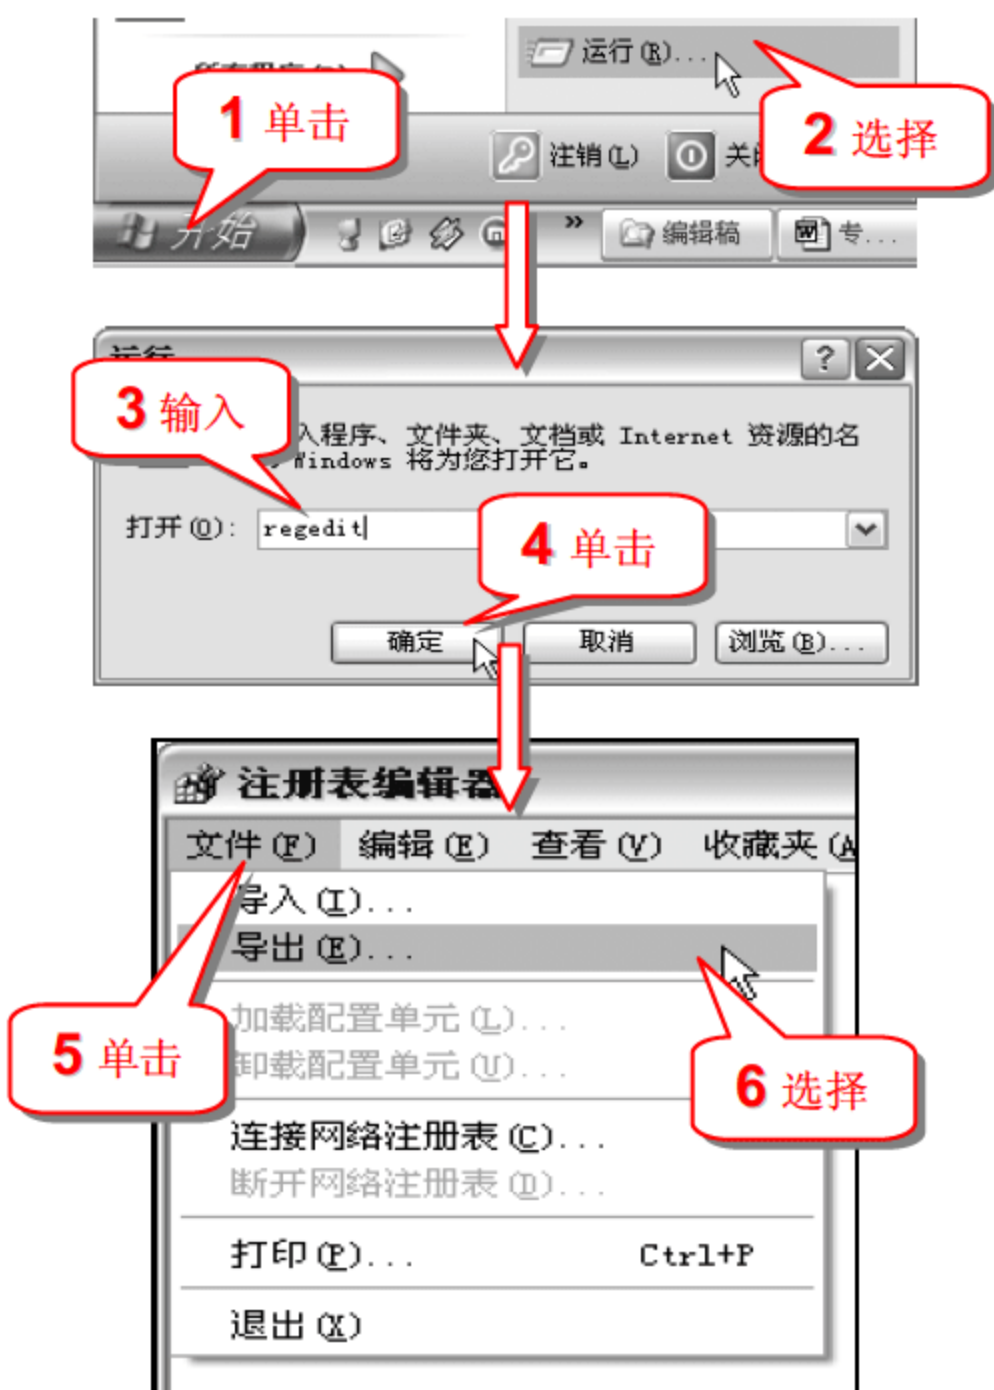 运行(R)...
1 单击
2 选择
注销(L)
关
开始
»
编辑稿
专...
运行
3 输入
入程序、文件夹、文档或 Internet 资源的名
Windows 将为您打开它。
打开(O):
regedit
4 单击
确定
取消
浏览(B)...
注册表编辑器
文件(F)
编辑(E)
查看(V)
收藏夹(A
导入(I)...
导出(E)...
加载配置单元(L)...
5 单击
卸载配置单元(U)...
6 选择
连接网络注册表(C)...
断开网络注册表(D)...
打印(P)...
Ctrl+P
退出(X)